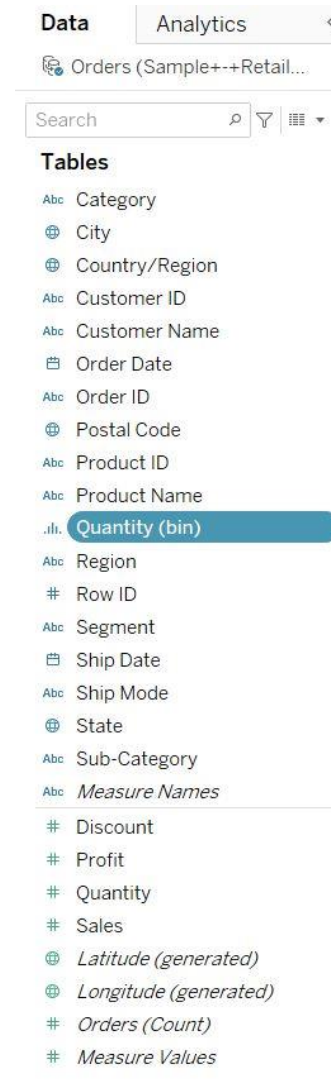 Data Analytics
Orders (Sample+-+Retail...
Search
Tables
Abc Category
City
Country/Region
Abc Customer ID
Abc Customer Name
Order Date
Abc Order ID
Postal Code
Abc Product ID
Abc Product Name
Quantity (bin)
Abc Region
# Row ID
Abc Segment
Ship Date
Abc Ship Mode
State
Abc Sub-Category
Abc Measure Names
# Discount
# Profit
# Quantity
# Sales
Latitude (generated)
Longitude (generated)
# Orders (Count)
# Measure Values